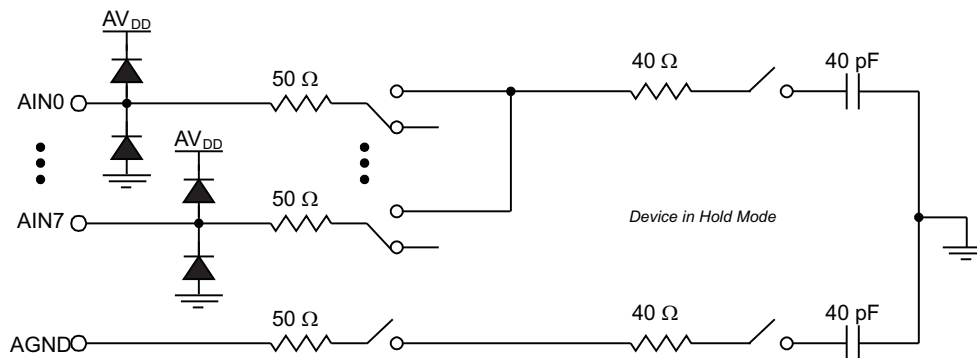 AVDD
40 Ω
40 pF
50 Ω
AIN0
AVDD
50 Ω
AIN7
Device in Hold Mode
50 Ω
40 Ω
40 pF
AGND